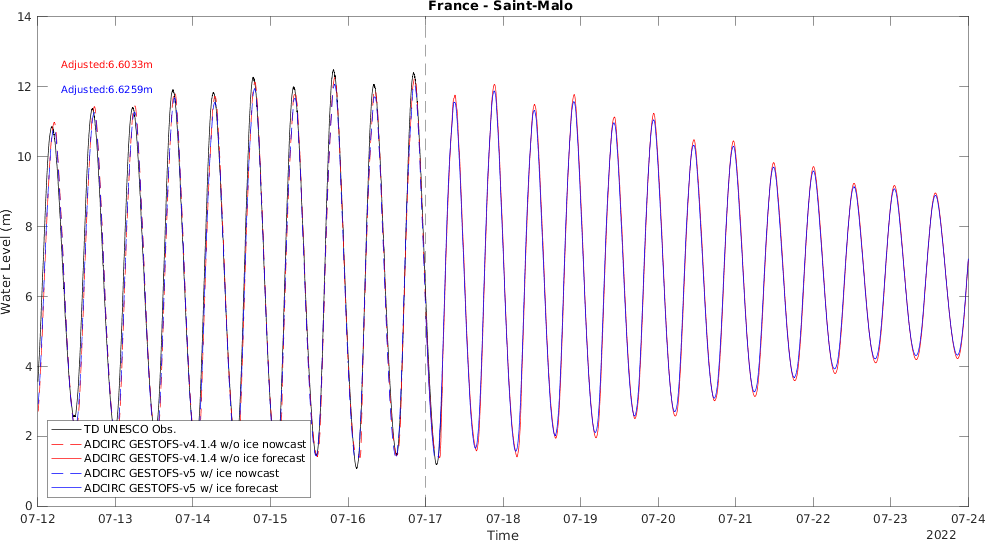 France - Saint-Malo
14
12
10
8
6
4
2
0
Water Level (m)
Adjusted:6.6033m
Adjusted:6.6259m
TD UNESCO Obs.
ADCIRC GESTOFS-v4.1.4 w/o ice nowcast
ADCIRC GESTOFS-v4.1.4 w/o ice forecast
ADCIRC GESTOFS-v5 w/ ice nowcast
ADCIRC GESTOFS-v5 w/ ice forecast
07-12 07-13 07-14 07-15 07-16 07-17 07-18 07-19 07-20 07-21 07-22 07-23 07-24
Time
2022